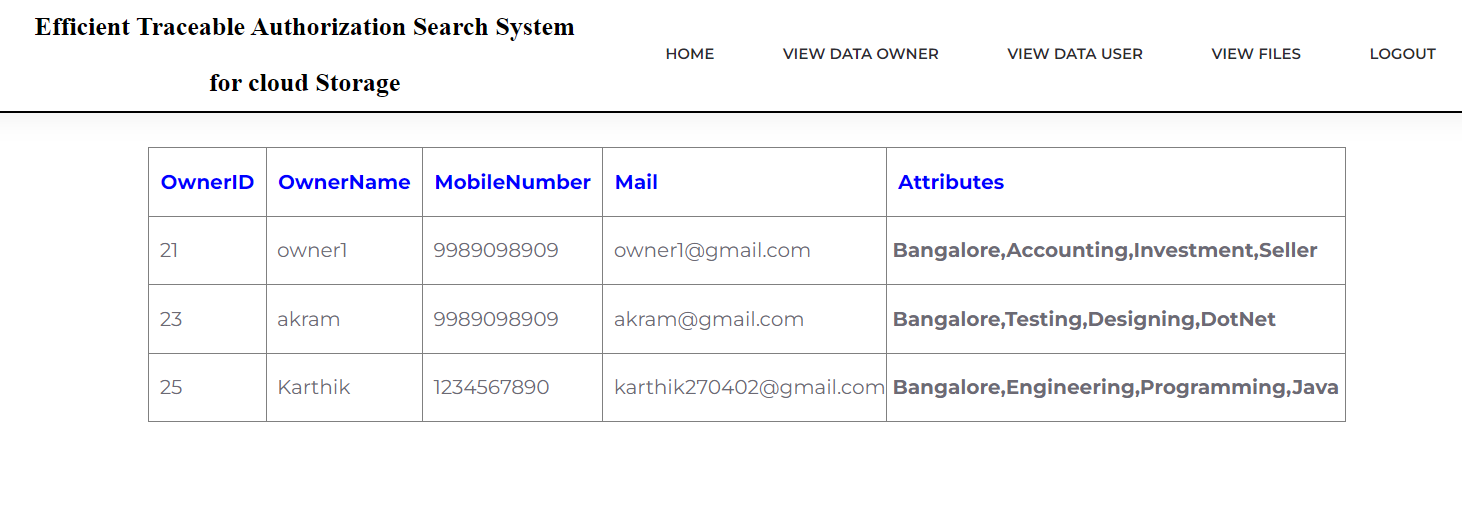 Efficient Traceable Authorization Search System
for cloud Storage
HOME VIEW DATA OWNER VIEW DATA USER VIEW FILES LOGOUT
OwnerID OwnerName MobileNumber Mail Attributes
21 owner1 9989098909 owner1@gmail.com Bangalore,Accounting,Investment,Seller
23 akram 9989098909 akram@gmail.com Bangalore,Testing,Designing,DotNet
25 Karthik 1234567890 karthik270402@gmail.com Bangalore,Engineering,Programming,Java